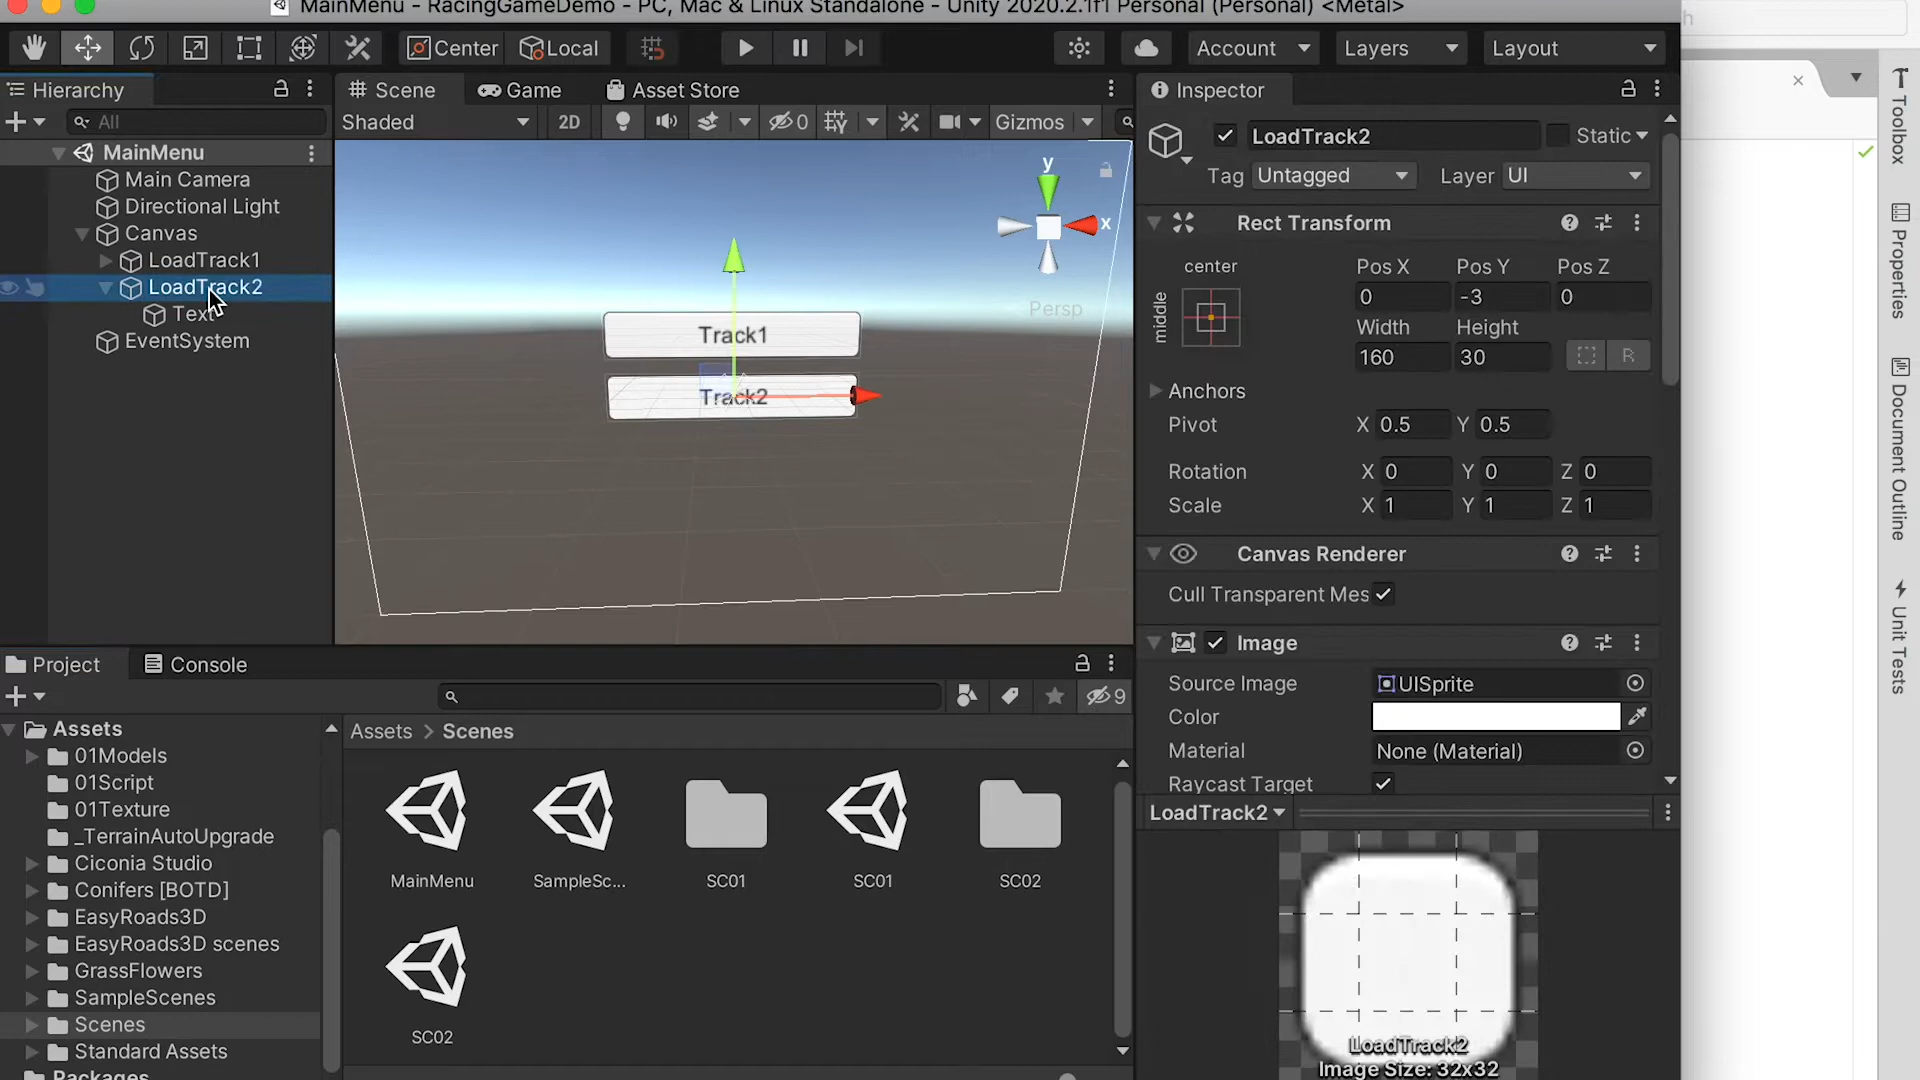 MainMenu - RacingGameDemo - PC, Mac & Linux Standalone - Unity 2020.2.1f1 Personal (Personal) <Metal>
Center
Local
Account
Layers
Layout
Hierarchy
All
MainMenu
Main Camera
Directional Light
Canvas
LoadTrack1
LoadTrack2
Text
EventSystem
Scene
Game
Asset Store
Shaded
2D
0
Gizmos
y
x
Persp
Track1
Track2
Inspector
LoadTrack2
Static
Tag Untagged
Layer UI
Rect Transform
center
middle
Pos X Pos Y Pos Z
0 -3 0
Width Height
160 30
R
Anchors
Pivot X 0.5 Y 0.5
Rotation X 0 Y 0 Z 0
Scale X 1 Y 1 Z 1
Canvas Renderer
Cull Transparent Mes
Image
Source Image UISprite
Color
Material None (Material)
Raycast Target
LoadTrack2
LoadTrack2
Image Size: 32x32
Project
Console
9
Assets
01Models
01Script
01Texture
_TerrainAutoUpgrade
Ciconia Studio
Conifers [BOTD]
EasyRoads3D
EasyRoads3D scenes
GrassFlowers
SampleScenes
Scenes
Standard Assets
Packages
Assets > Scenes
MainMenu
SampleSc...
SC01
SC01
SC02
SC02
Toolbox
Properties
Document Outline
Unit Tests